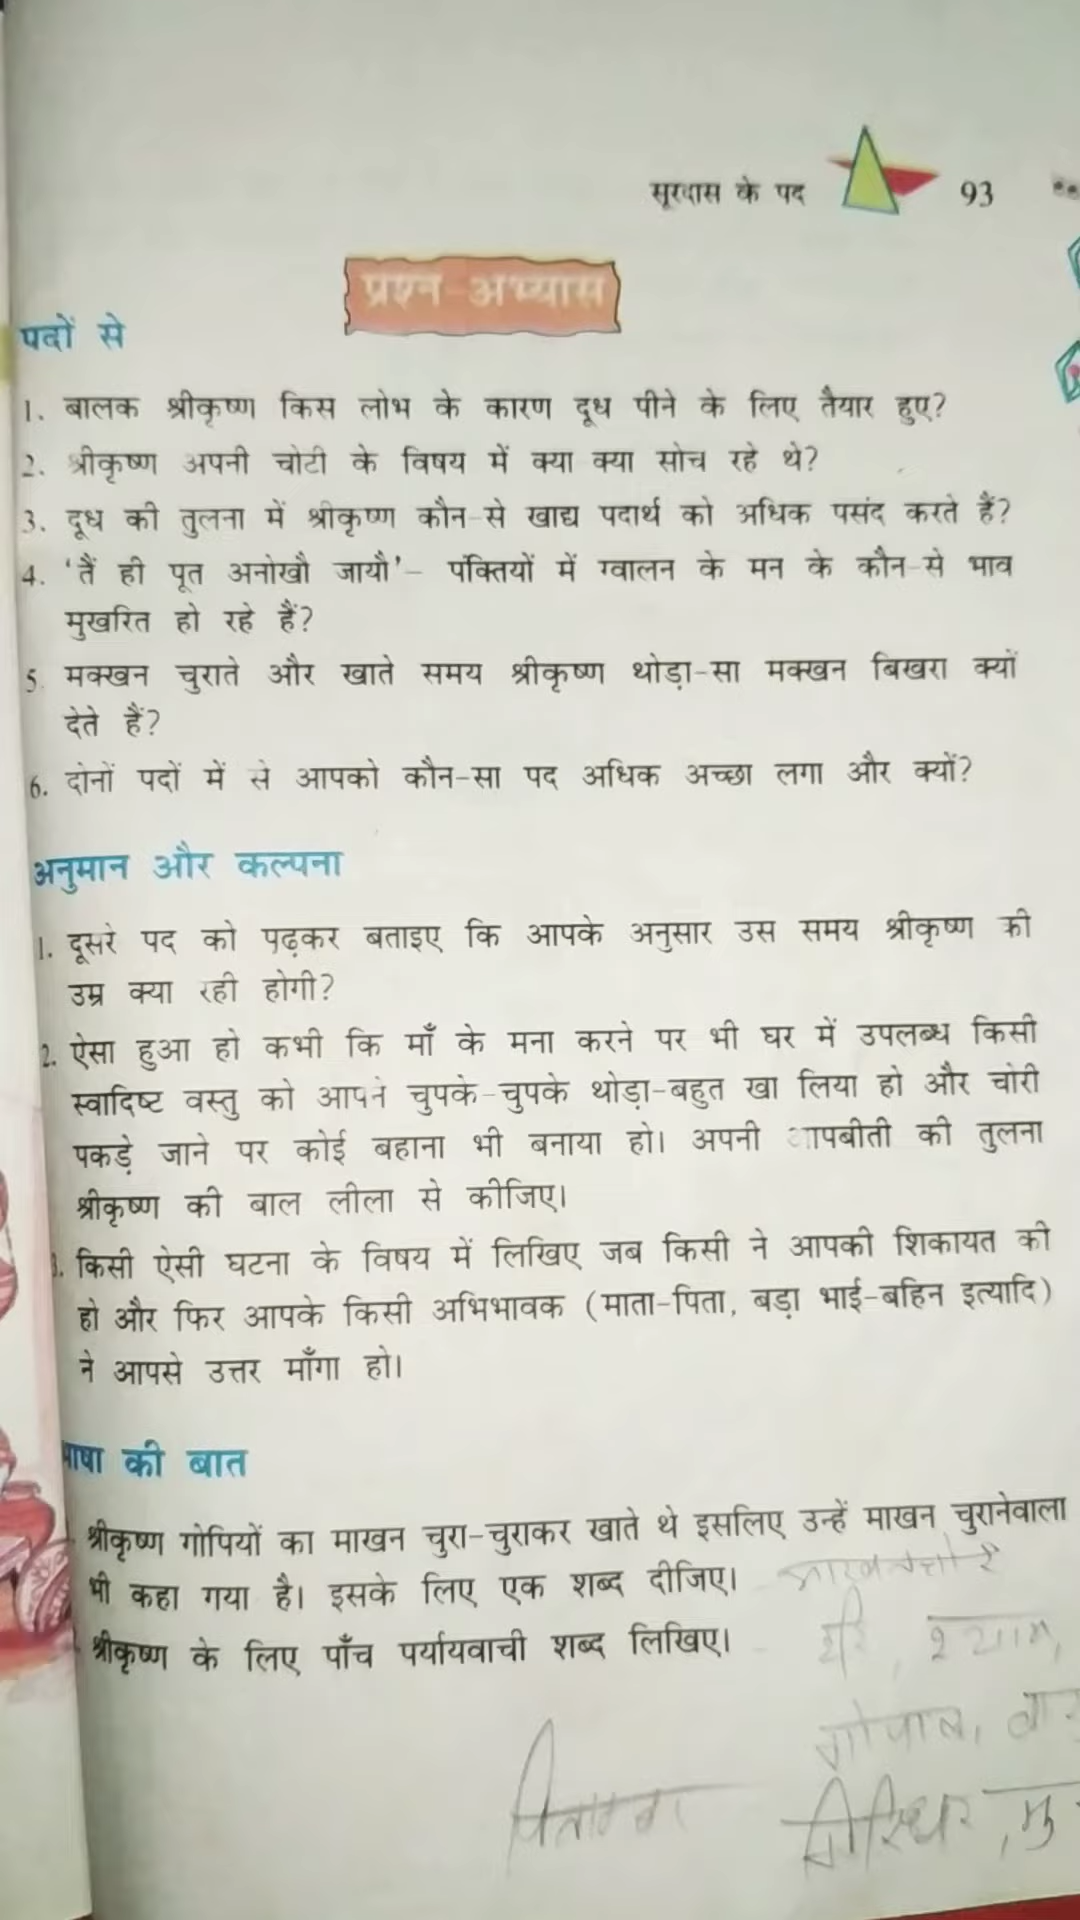 सूरदास के पद 93
प्रश्न-अभ्यास
पदों से
1. बालक श्रीकृष्ण किस लोभ के कारण दूध पीने के लिए तैयार हुए?
2. श्रीकृष्ण अपनी चोटी के विषय में क्या क्या सोच रहे थे?
3. दूध की तुलना में श्रीकृष्ण कौन-से खाद्य पदार्थ को अधिक पसंद करते हैं?
4. 'तैं ही पूत अनोखौ जायौ'- पंक्तियों में ग्वालन के मन के कौन-से भाव
मुखरित हो रहे हैं?
5. मक्खन चुराते और खाते समय श्रीकृष्ण थोड़ा-सा मक्खन बिखरा क्यों
देते हैं?
6. दोनों पदों में से आपको कौन-सा पद अधिक अच्छा लगा और क्यों?
अनुमान और कल्पना
1. दूसरे पद को पढ़कर बताइए कि आपके अनुसार उस समय श्रीकृष्ण की
उम्र क्या रही होगी?
2. ऐसा हुआ हो कभी कि माँ के मना करने पर भी घर में उपलब्ध किसी
स्वादिष्ट वस्तु को आपने चुपके-चुपके थोड़ा-बहुत खा लिया हो और चोरी
पकड़े जाने पर कोई बहाना भी बनाया हो। अपनी आपबीती की तुलना
श्रीकृष्ण की बाल लीला से कीजिए।
3. किसी ऐसी घटना के विषय में लिखिए जब किसी ने आपकी शिकायत की
हो और फिर आपके किसी अभिभावक (माता-पिता, बड़ा भाई-बहिन इत्यादि)
ने आपसे उत्तर माँगा हो।
भाषा की बात
श्रीकृष्ण गोपियों का माखन चुरा-चुराकर खाते थे इसलिए उन्हें माखन चुरानेवाला
भी कहा गया है। इसके लिए एक शब्द दीजिए। माखनचोर
श्रीकृष्ण के लिए पाँच पर्यायवाची शब्द लिखिए। श्याम,
गोपाल,
गिरिधर,